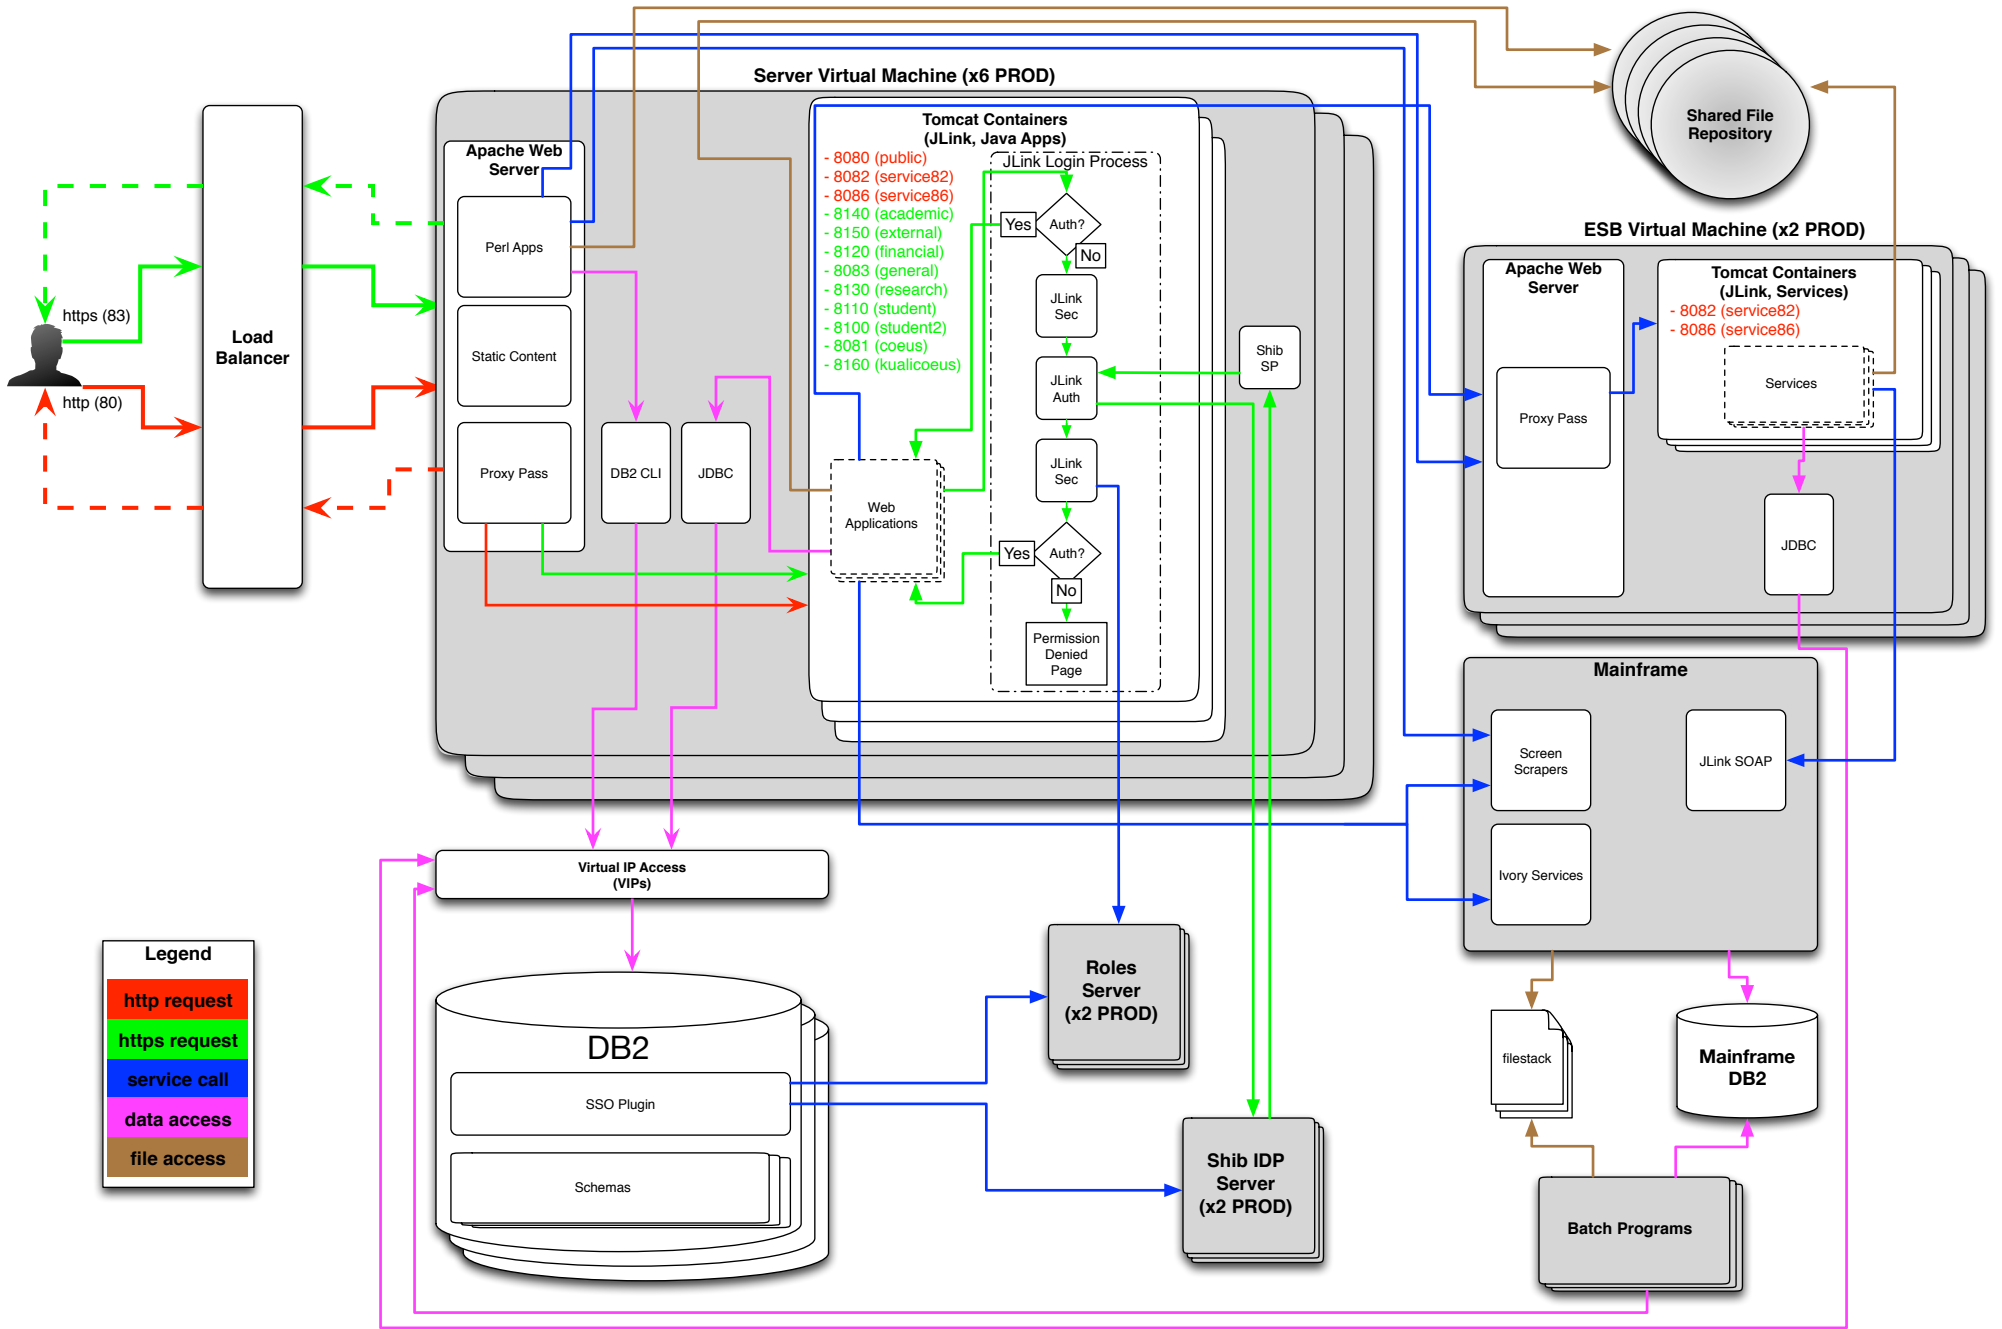 Server Virtual Machine (x6 PROD)
Shared File
Repository
https (83)
http (80)
Load
Balancer
Apache Web
Server
Perl Apps
Static Content
Proxy Pass
DB2 CLI
JDBC
Tomcat Containers
(JLink, Java Apps)
- 8080 (public)
- 8082 (service82)
- 8086 (service86)
- 8140 (academic)
- 8150 (external)
- 8120 (financial)
- 8083 (general)
- 8130 (research)
- 8110 (student)
- 8100 (student2)
- 8081 (coeus)
- 8160 (kualicoeus)
Web
Applications
JLink Login Process
Auth?
Yes
No
JLink
Sec
JLink
Auth
JLink
Sec
Auth?
Yes
No
Permission
Denied
Page
Shib
SP
ESB Virtual Machine (x2 PROD)
Apache Web
Server
Proxy Pass
Tomcat Containers
(JLink, Services)
- 8082 (service82)
- 8086 (service86)
Services
JDBC
Mainframe
Screen
Scrapers
JLink SOAP
Ivory Services
Virtual IP Access
(VIPs)
DB2
SSO Plugin
Schemas
Roles
Server
(x2 PROD)
Shib IDP
Server
(x2 PROD)
filestack
Mainframe
DB2
Batch Programs
Legend
http request
https request
service call
data access
file access